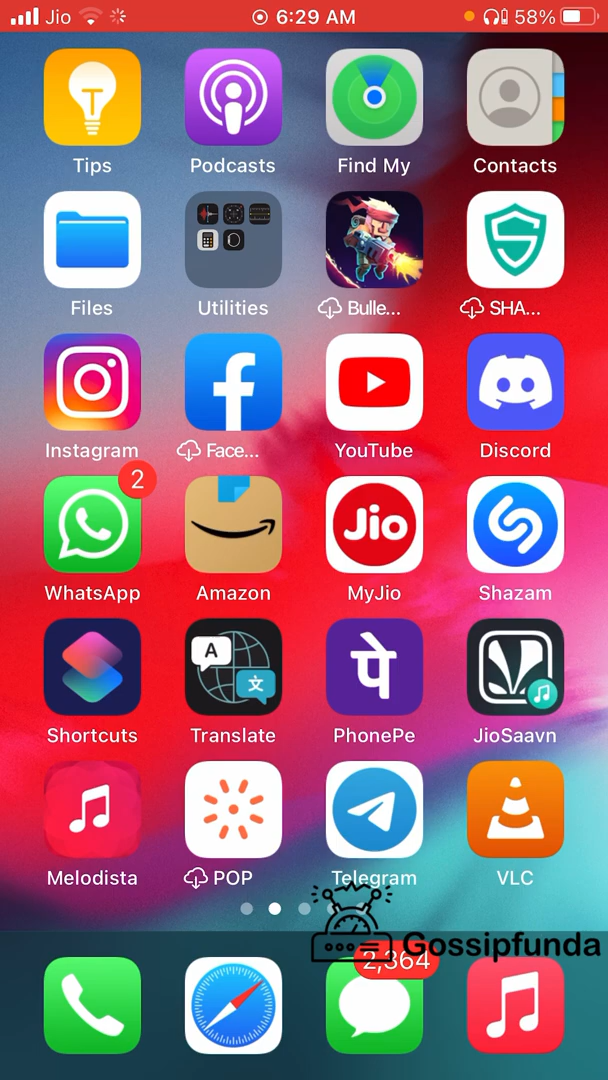 Jio 6:29 AM 58%
Tips Podcasts Find My Contacts
Files Utilities Bulle... SHA...
Instagram Face... YouTube Discord
2
Jio
WhatsApp Amazon MyJio Shazam
A 文 पे
Shortcuts Translate PhonePe JioSaavn
Melodista POP Telegram VLC
Gossipfunda
2,364